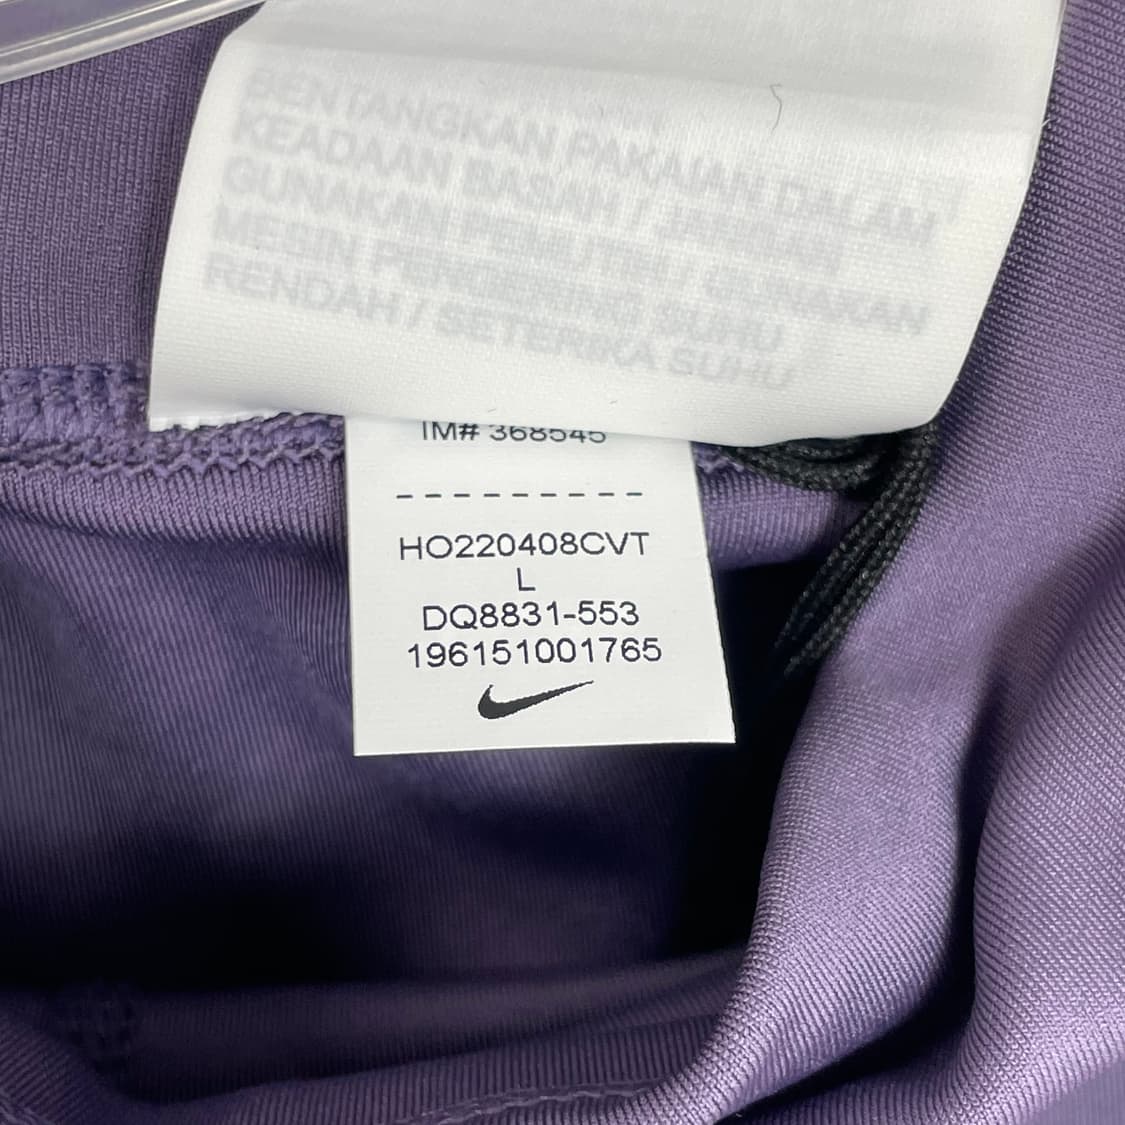 BENTANGKAN PAKAIAN DALAM
KEADAAN BASAH / JANGAN
GUNAKAN PEMUTIH / GUNAKAN
MESIN PENGERING SUHU
RENDAH / SETERIKA SUHU
IM# 368545
HO220408CVT
L
DQ8831-553
196151001765